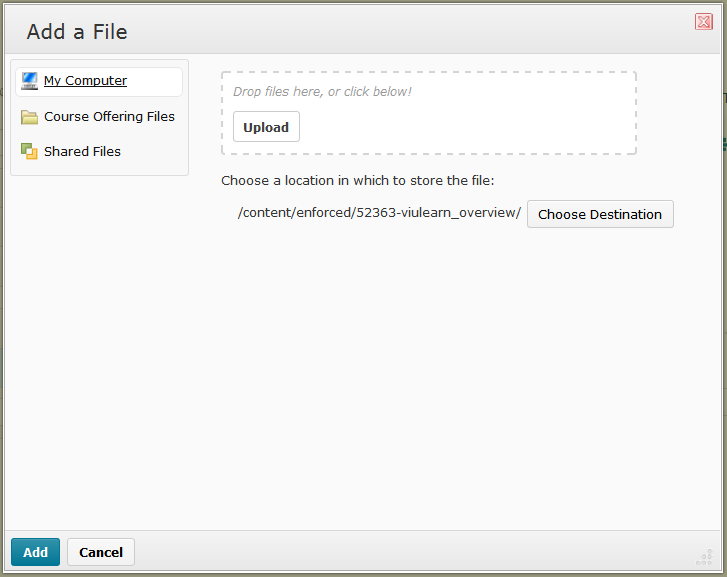 Add a File
My Computer
Course Offering Files
Shared Files
Drop files here, or click below!
Upload
Choose a location in which to store the file:
/content/enforced/52363-viulearn_overview/ Choose Destination
Add Cancel